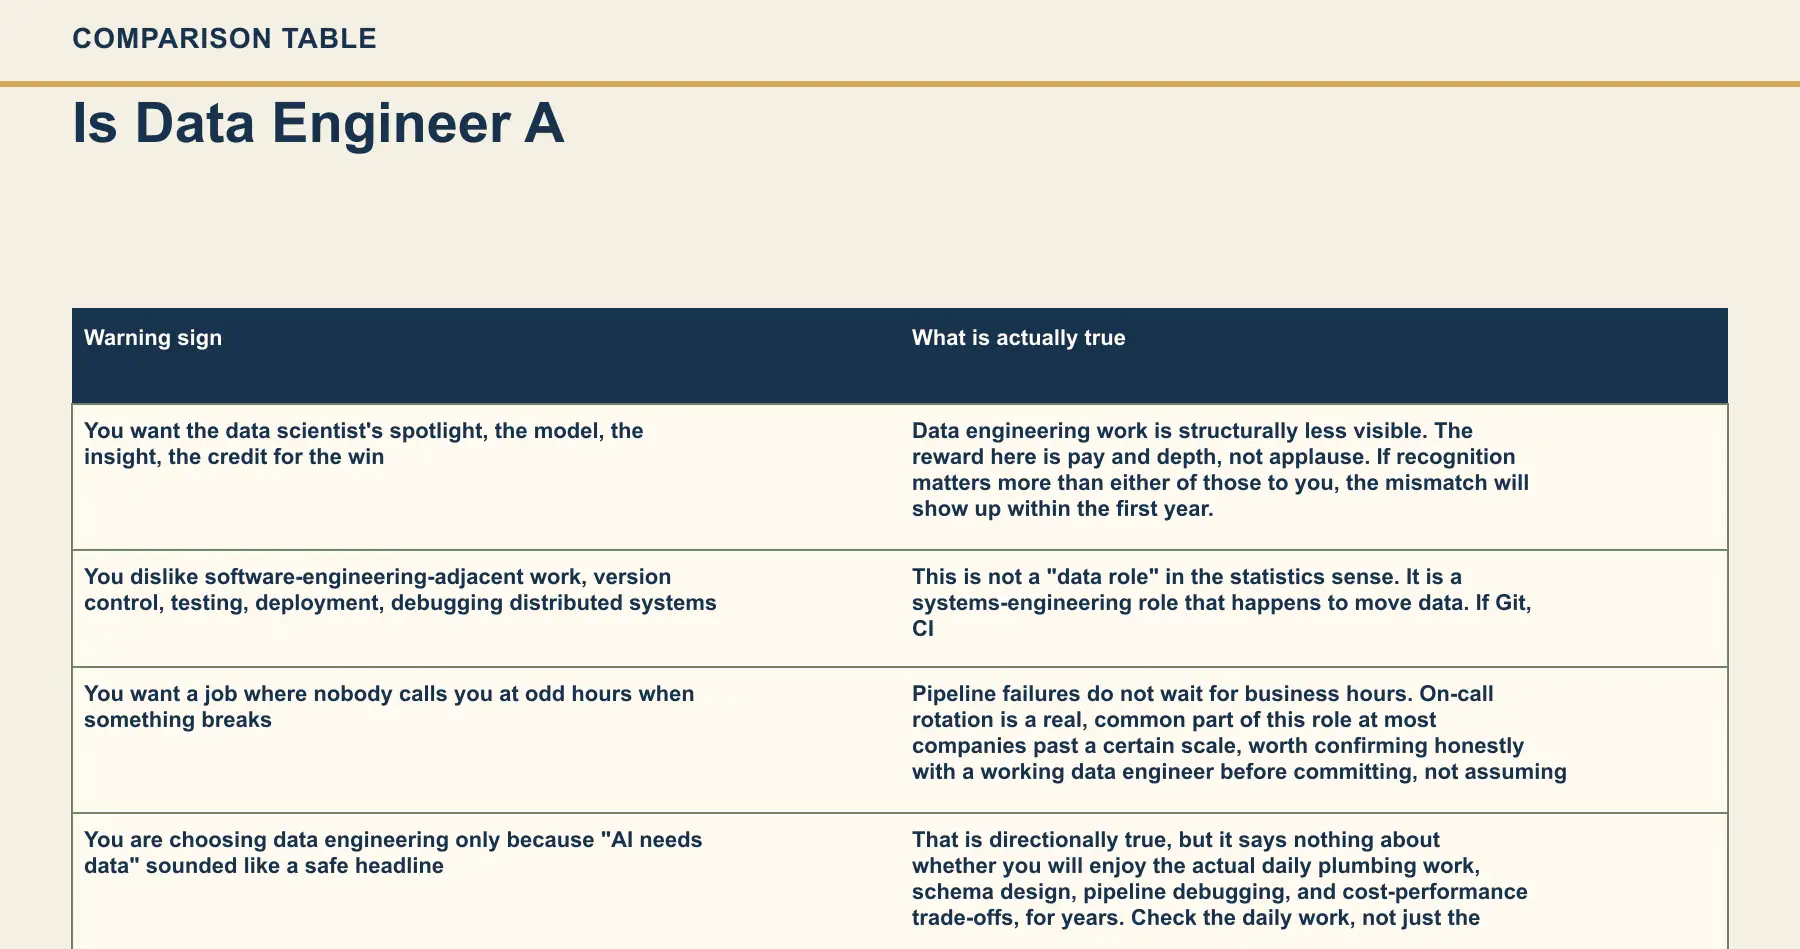 COMPARISON TABLE
Is Data Engineer A
Warning sign
What is actually true
You want the data scientist's spotlight, the model, the
insight, the credit for the win
Data engineering work is structurally less visible. The
reward here is pay and depth, not applause. If recognition
matters more than either of those to you, the mismatch will
show up within the first year.
You dislike software-engineering-adjacent work, version
control, testing, deployment, debugging distributed systems
This is not a "data role" in the statistics sense. It is a
systems-engineering role that happens to move data. If Git,
CI
You want a job where nobody calls you at odd hours when
something breaks
Pipeline failures do not wait for business hours. On-call
rotation is a real, common part of this role at most
companies past a certain scale, worth confirming honestly
with a working data engineer before committing, not assuming
You are choosing data engineering only because "AI needs
data" sounded like a safe headline
That is directionally true, but it says nothing about
whether you will enjoy the actual daily plumbing work,
schema design, pipeline debugging, and cost-performance
trade-offs, for years. Check the daily work, not just the